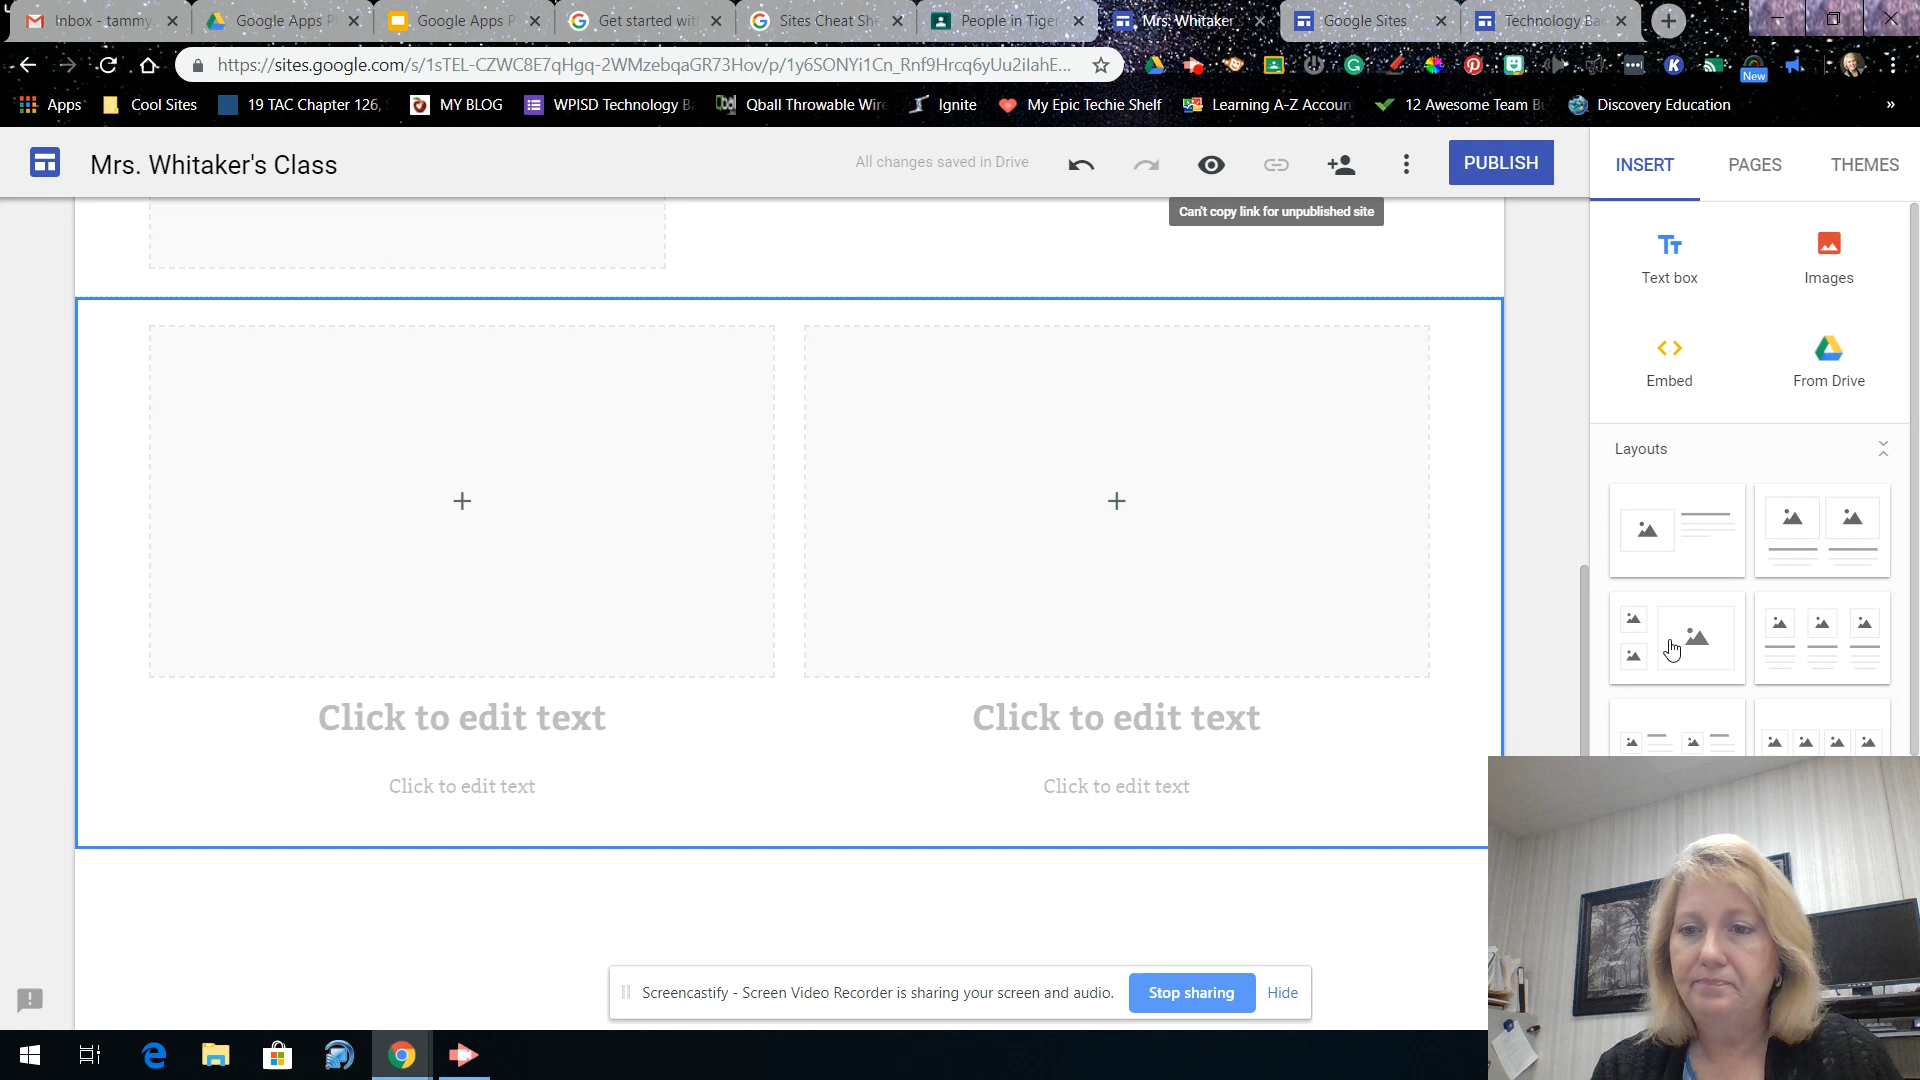 Inbox - tammy
Google Apps P
Google Apps P
Get started wit
Sites Cheat She
People in Tiger
Mrs. Whitaker
Google Sites
Technology Ba
https://sites.google.com/s/1sTEL-CZWC8E7qHgq-2WMzebqaGR73Hov/p/1y6SONYi1Cn_Rnf9Hrcq6yUu2ilahE...
New
Apps
Cool Sites
19 TAC Chapter 126,
MY BLOG
WPISD Technology Ba
Qball Throwable Wire
Ignite
My Epic Techie Shelf
Learning A-Z Accoun
12 Awesome Team Bu
Discovery Education
»
Mrs. Whitaker's Class
All changes saved in Drive
PUBLISH
INSERT
PAGES
THEMES
Can't copy link for unpublished site
Text box
Images
Embed
From Drive
Layouts
Click to edit text
Click to edit text
Click to edit text
Click to edit text
Screencastify - Screen Video Recorder is sharing your screen and audio.
Stop sharing
Hide